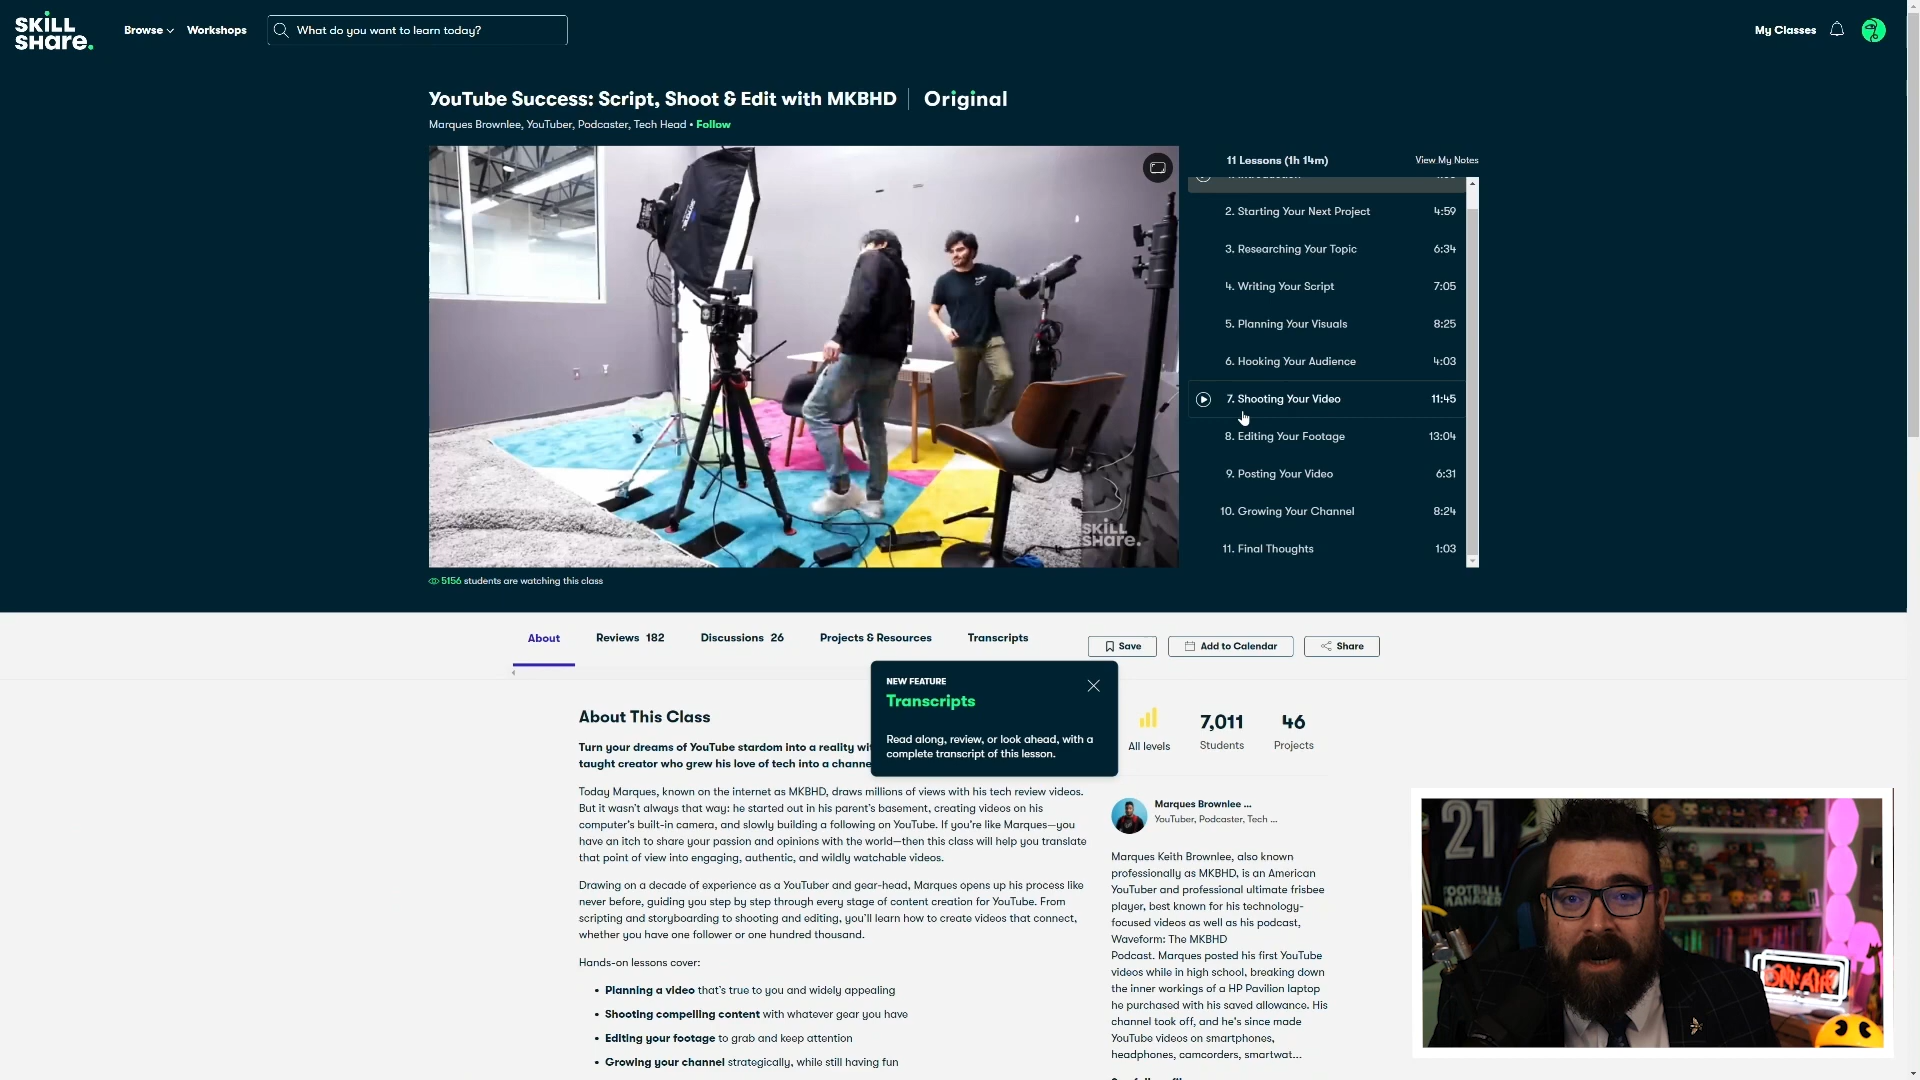 SKILL
SHARE.
Browse
Workshops
What do you want to learn today?
My Classes
YouTube Success: Script, Shoot & Edit with MKBHD
Original
Marques Brownlee, YouTuber, Podcaster, Tech Head • Follow
11 Lessons (1h 14m)
View My Notes
2. Starting Your Next Project 4:59
3. Researching Your Topic 6:34
4. Writing Your Script 7:05
5. Planning Your Visuals 8:25
6. Hooking Your Audience 4:03
7. Shooting Your Video 11:45
8. Editing Your Footage 13:04
9. Posting Your Video 6:31
10. Growing Your Channel 8:24
11. Final Thoughts 1:03
SKILL
SHARE.
5156 students are watching this class
About
Reviews 182
Discussions 26
Projects & Resources
Transcripts
Save
Add to Calendar
Share
NEW FEATURE
Transcripts
Read along, review, or look ahead, with a
complete transcript of this lesson.
About This Class
Turn your dreams of YouTube stardom into a reality
taught creator who grew his love of tech into a
Today Marques, known on the internet as MKBHD, draws millions of views with his tech review videos.
But it wasn't always that way: he started out in his parent's basement, creating videos on his
computer's built-in camera, and slowly building a following on YouTube. If you're like Marques—you
have an itch to share your passion and opinions with the world—then this class will help you translate
that point of view into engaging, authentic, and wildly watchable videos.
Drawing on a decade of experience as a YouTuber and gear-head, Marques opens up his process like
never before, guiding you step by step through every stage of content creation for YouTube. From
scripting and storyboarding to shooting and editing, you'll learn how to create videos that connect,
whether you have one follower or one hundred thousand.
Hands-on lessons cover:
• Planning a video that's true to you and widely appealing
• Shooting compelling content with whatever gear you have
• Editing your footage to grab and keep attention
• Growing your channel strategically, while still having fun
All levels
7,011
Students
46
Projects
Marques Brownlee ...
YouTuber, Podcaster, Tech ...
Marques Keith Brownlee, also known
professionally as MKBHD, is an American
YouTuber and professional ultimate frisbee
player, best known for his technology-
focused videos as well as his podcast,
Waveform: The MKBHD
Podcast. Marques posted his first YouTube
videos while in high school, breaking down
the inner workings of a HP Pavilion laptop
he purchased with his saved allowance. His
channel took off, and he's since made
YouTube videos on smartphones,
headphones, camcorders, smartwat...
21
FOOTBALL
MANAGER
ON AIR